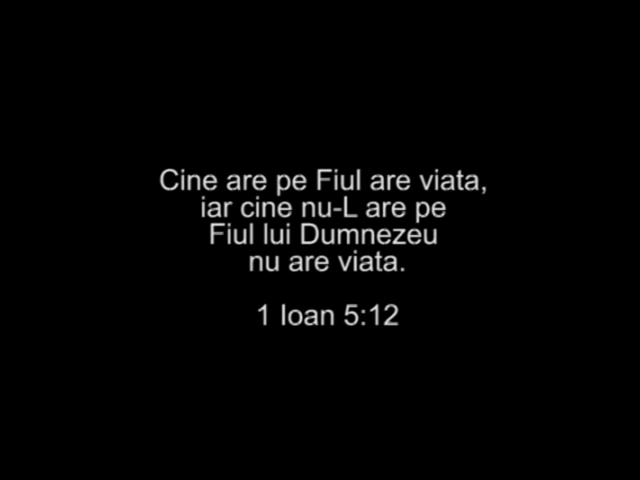 Cine are pe Fiul are viata,
iar cine nu-L are pe
Fiul lui Dumnezeu
nu are viata.
1 Ioan 5:12